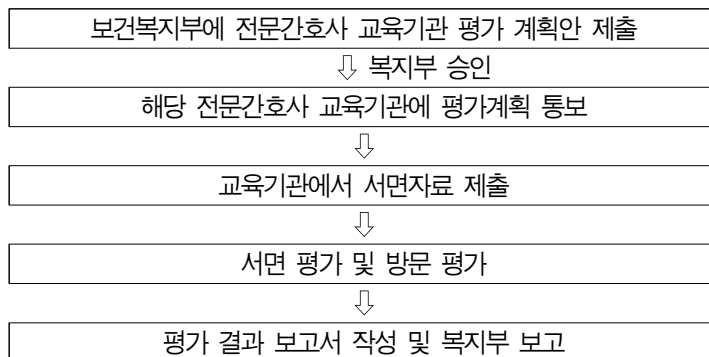 보건복지부에 전문간호사 교육기관 평가 계획안 제출
⇩ 복지부 승인
해당 전문간호사 교육기관에 평가계획 통보
⇩
교육기관에서 서면자료 제출
⇩
서면 평가 및 방문 평가
⇩
평가 결과 보고서 작성 및 복지부 보고